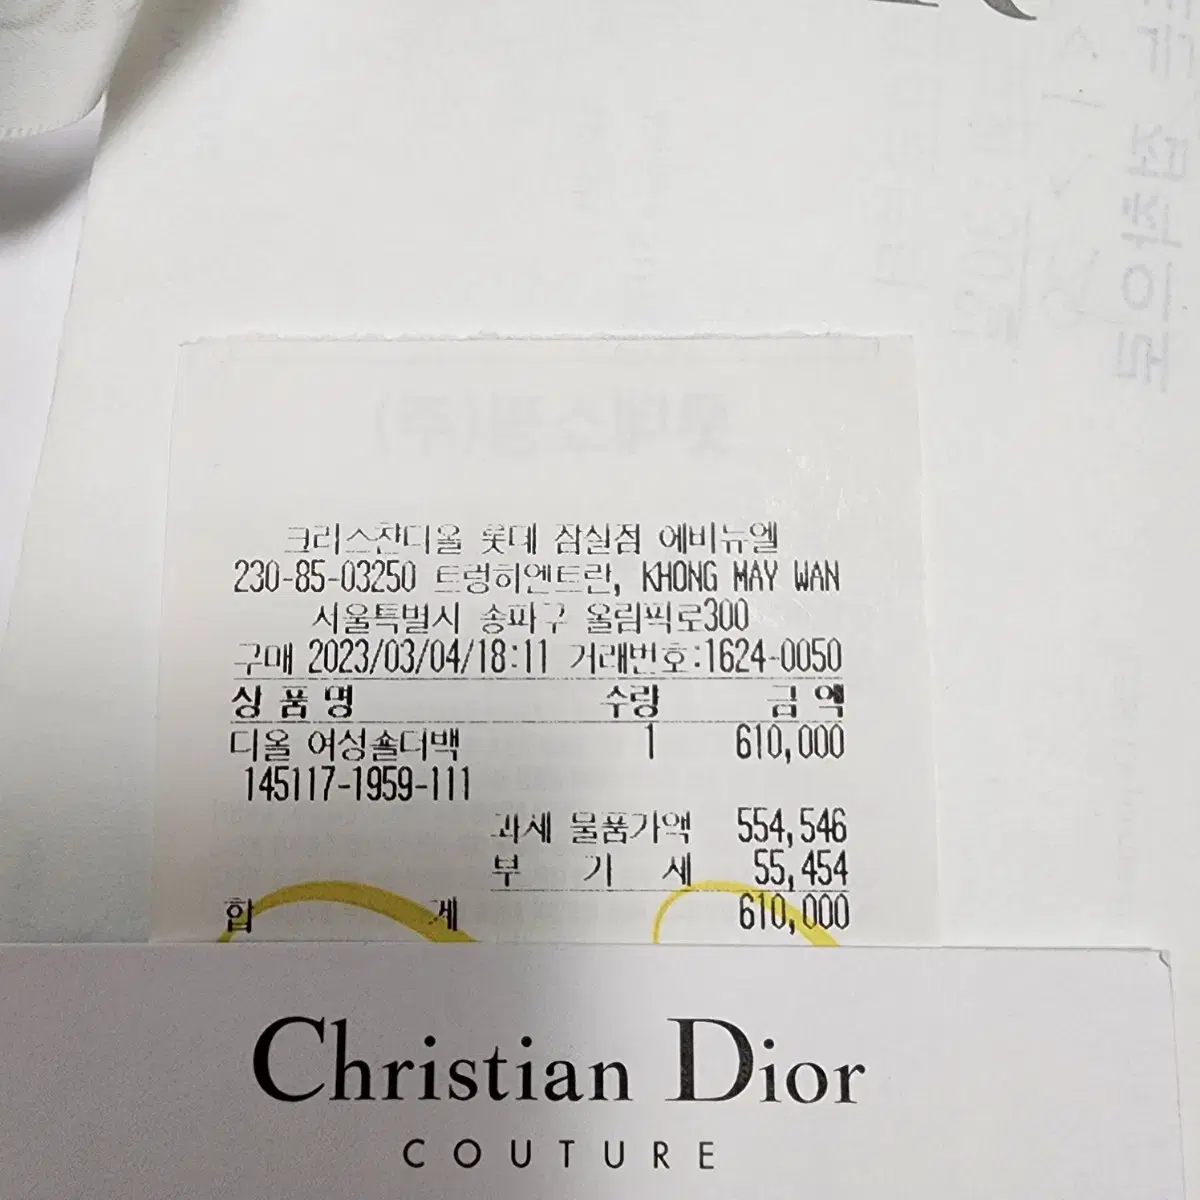 크리스챤디올 롯데 잠실점 에비뉴엘
230-85-03250 트렁히엔트란, KHONG MAY WAN
서울특별시 송파구 올림픽로300
구매 2023/03/04/18:11 거래번호:1624-0050
상 품 명 수량 금 액
디올 여성숄더백 1 610,000
145117-1959-111
과세 물품가액 554,546
부 가 세 55,454
합 계 610,000
Christian Dior
COUTURE